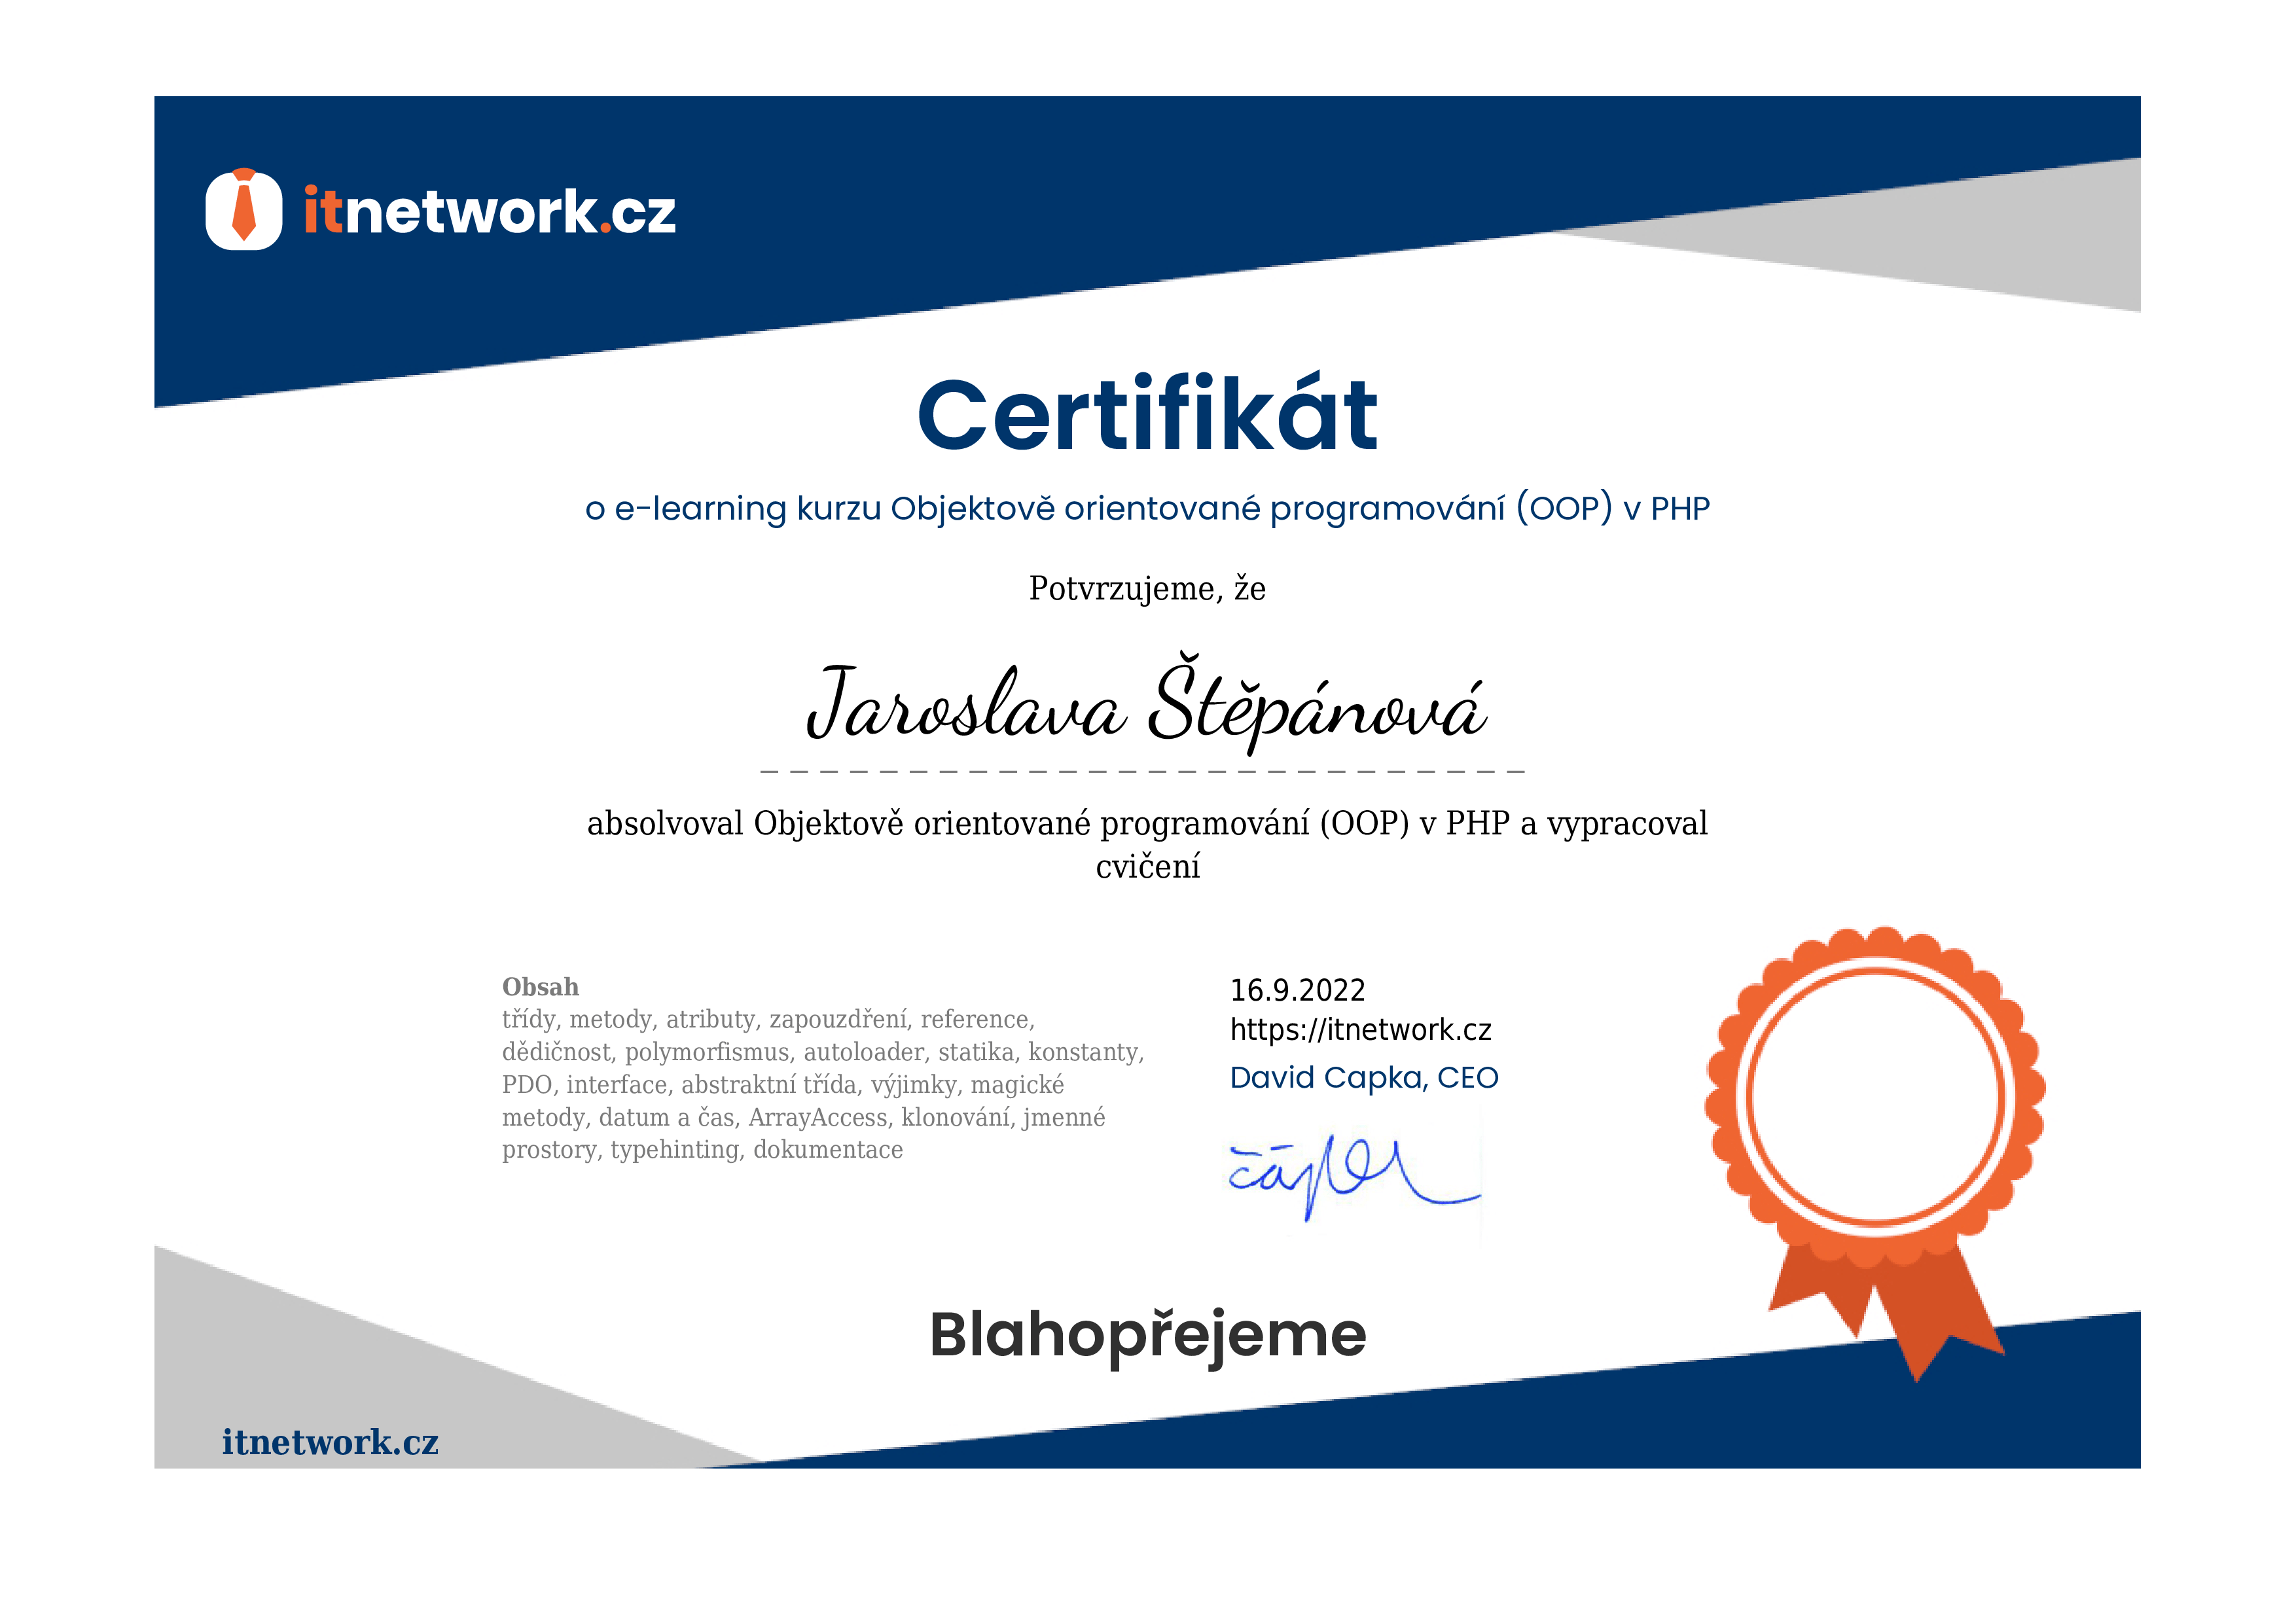 itnetwork.cz
Certifikát
o e-learning kurzu Objektově orientované programování (OOP) v PHP
Potvrzujeme, že
Jaroslava Štěpánová
absolvoval Objektově orientované programování (OOP) v PHP a vypracoval
cvičení
Obsah
třídy, metody, atributy, zapouzdření, reference,
dědičnost, polymorfismus, autoloader, statika, konstanty,
PDO, interface, abstraktní třída, výjimky, magické
metody, datum a čas, ArrayAccess, klonování, jmenné
prostory, typehinting, dokumentace
16.9.2022
https://itnetwork.cz
David Capka, CEO
Blahopřejeme
itnetwork.cz